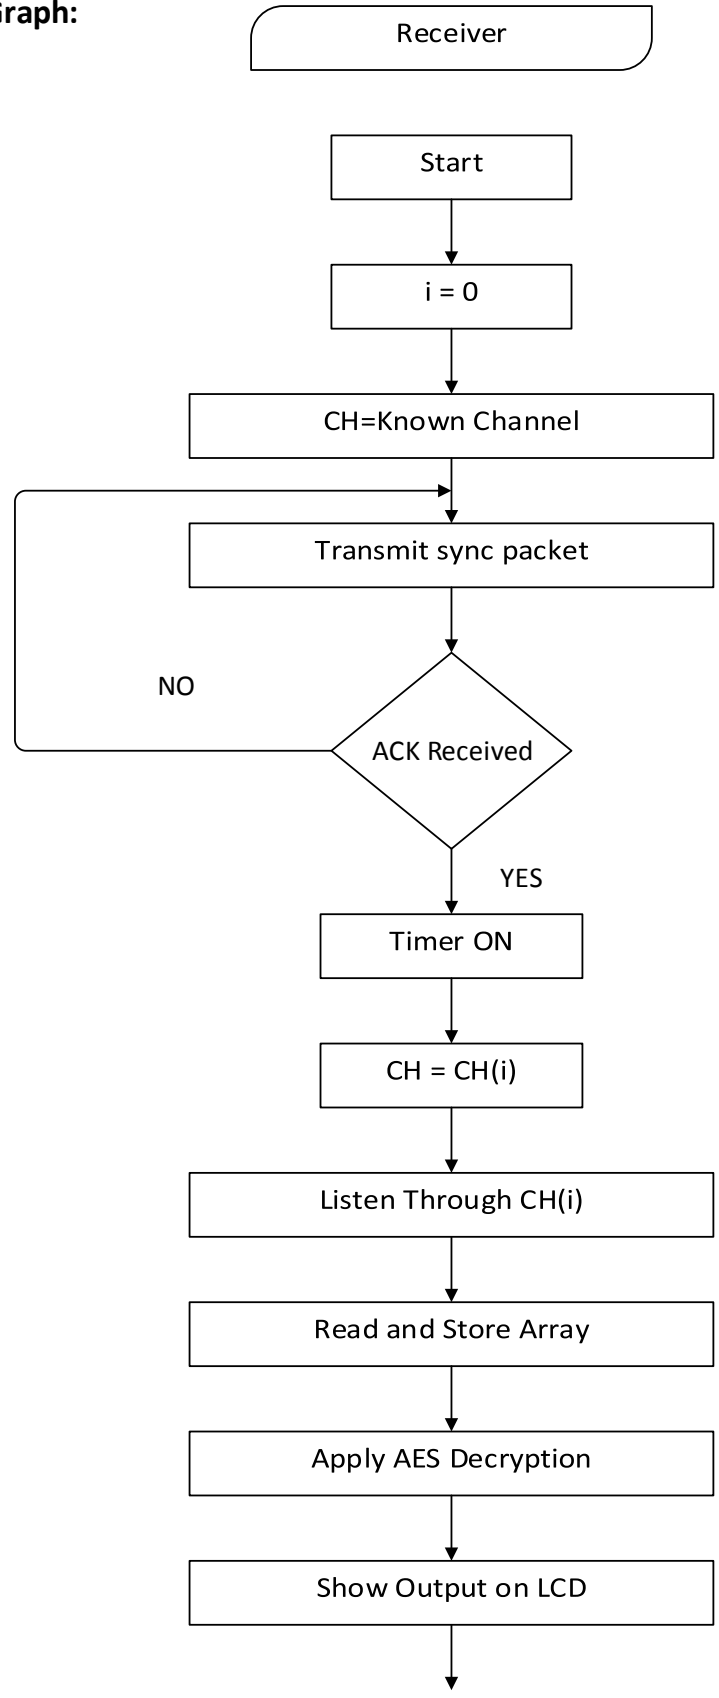 Graph:
Receiver
Start
i = 0
CH=Known Channel
Transmit sync packet
NO
ACK Received
YES
Timer ON
CH = CH(i)
Listen Through CH(i)
Read and Store Array
Apply AES Decryption
Show Output on LCD